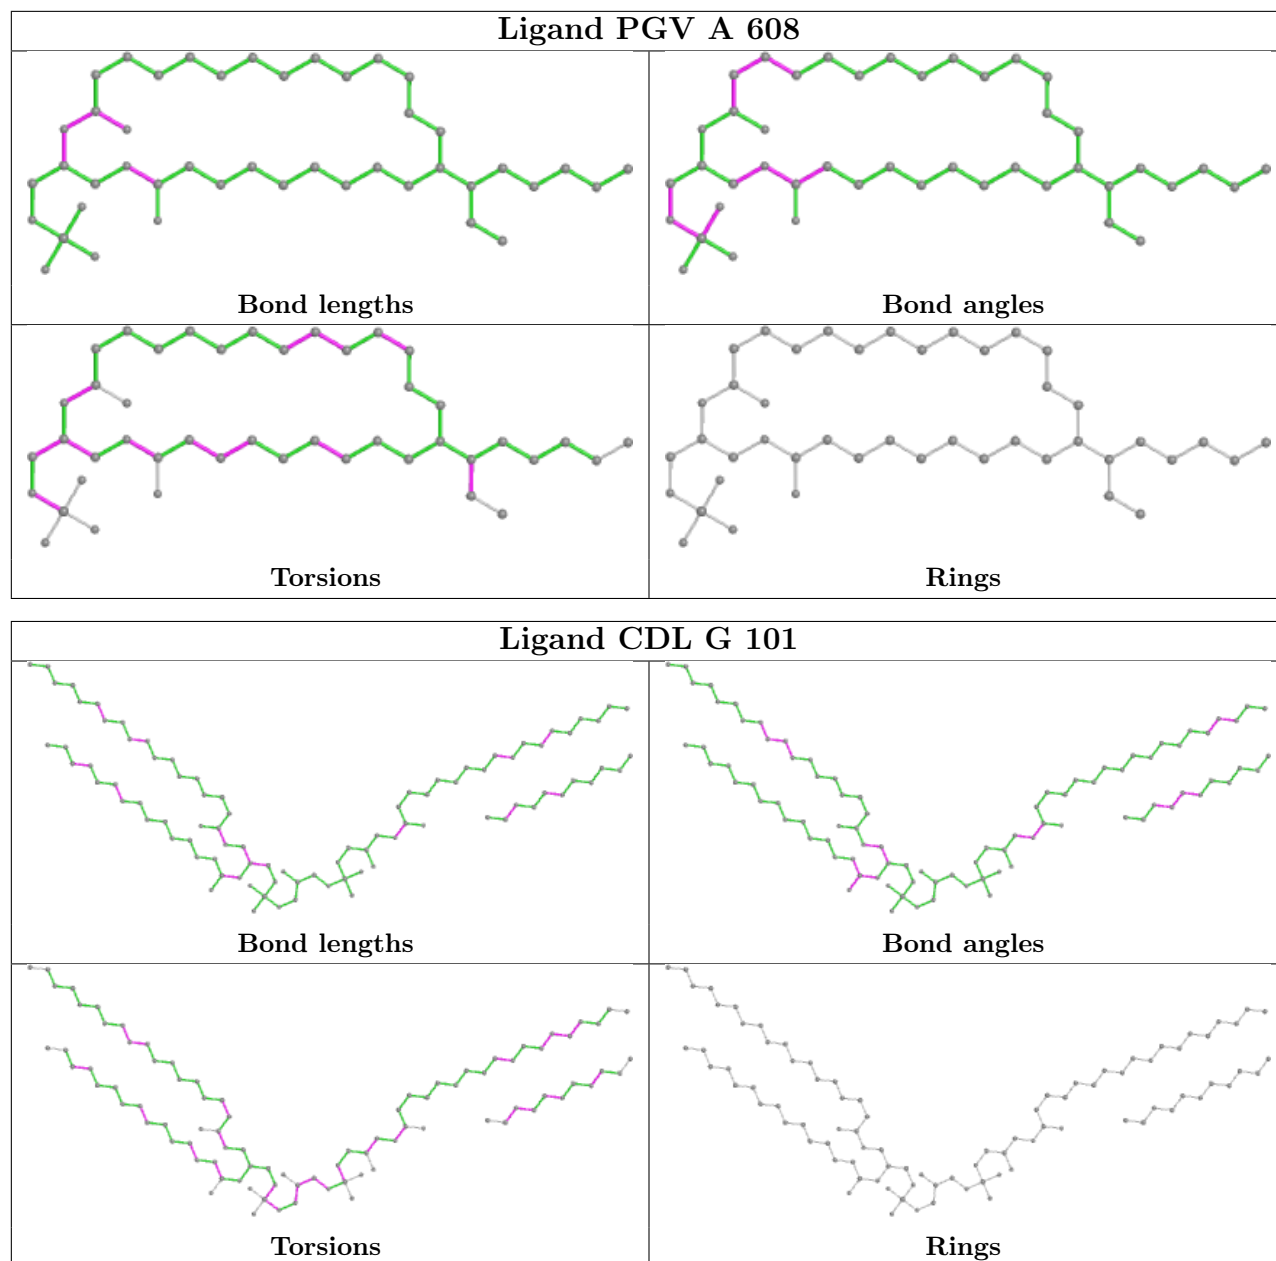 Ligand PGV A 608
Bond lengths
Bond angles
Torsions
Rings
Ligand CDL G 101
Bond lengths
Bond angles
Torsions
Rings